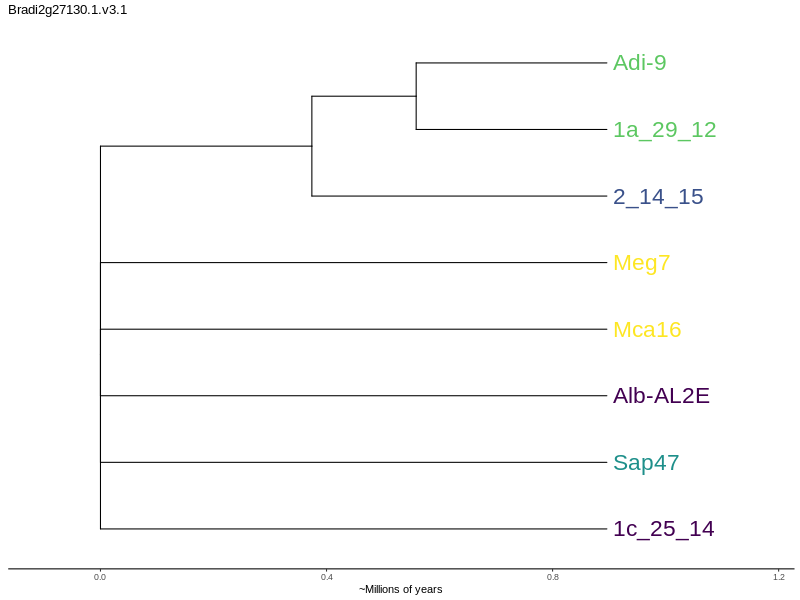 Bradi2g27130.1.v3.1
Adi-9
1a_29_12
2_14_15
Meg7
Mca16
Alb-AL2E
Sap47
1c_25_14
0.0 0.4 0.8 1.2
~Millions of years